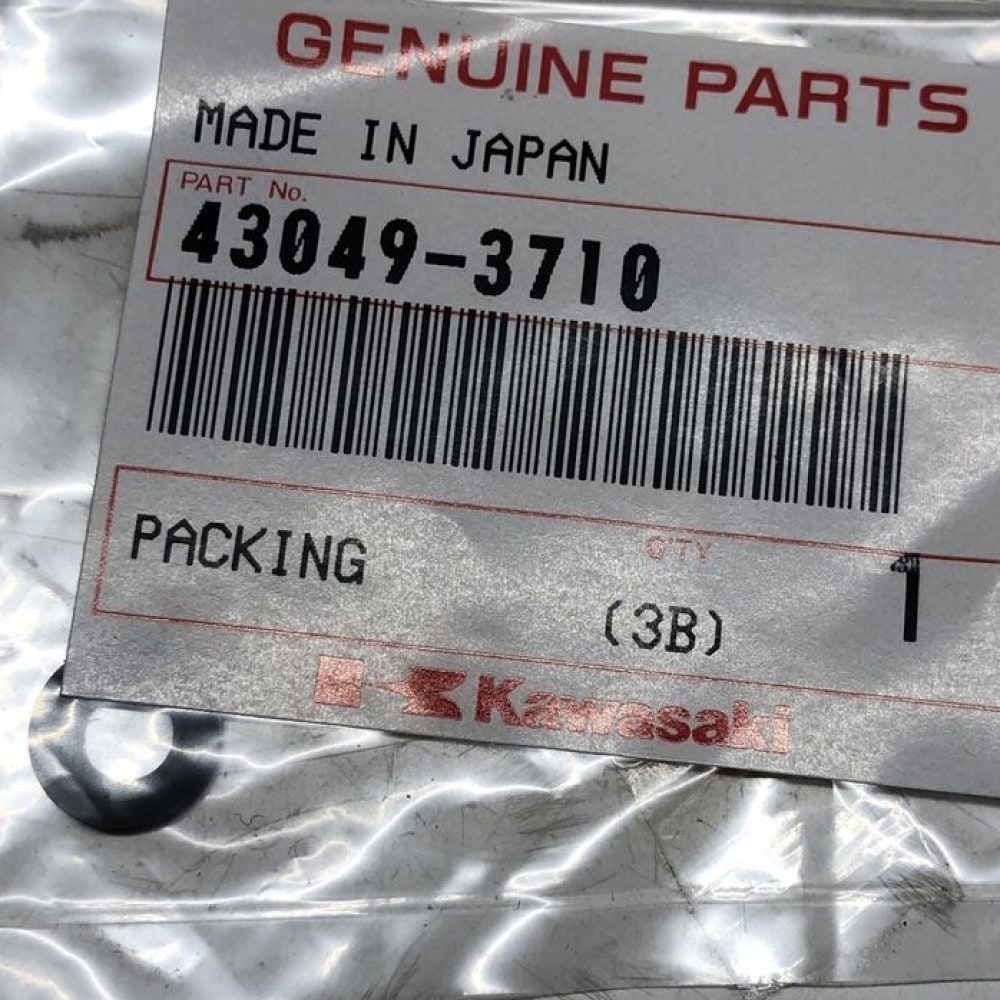 GENUINE PARTS
MADE IN JAPAN
PART No.
43049-3710
PACKING
Q'TY
(3B)
1
Kawasaki